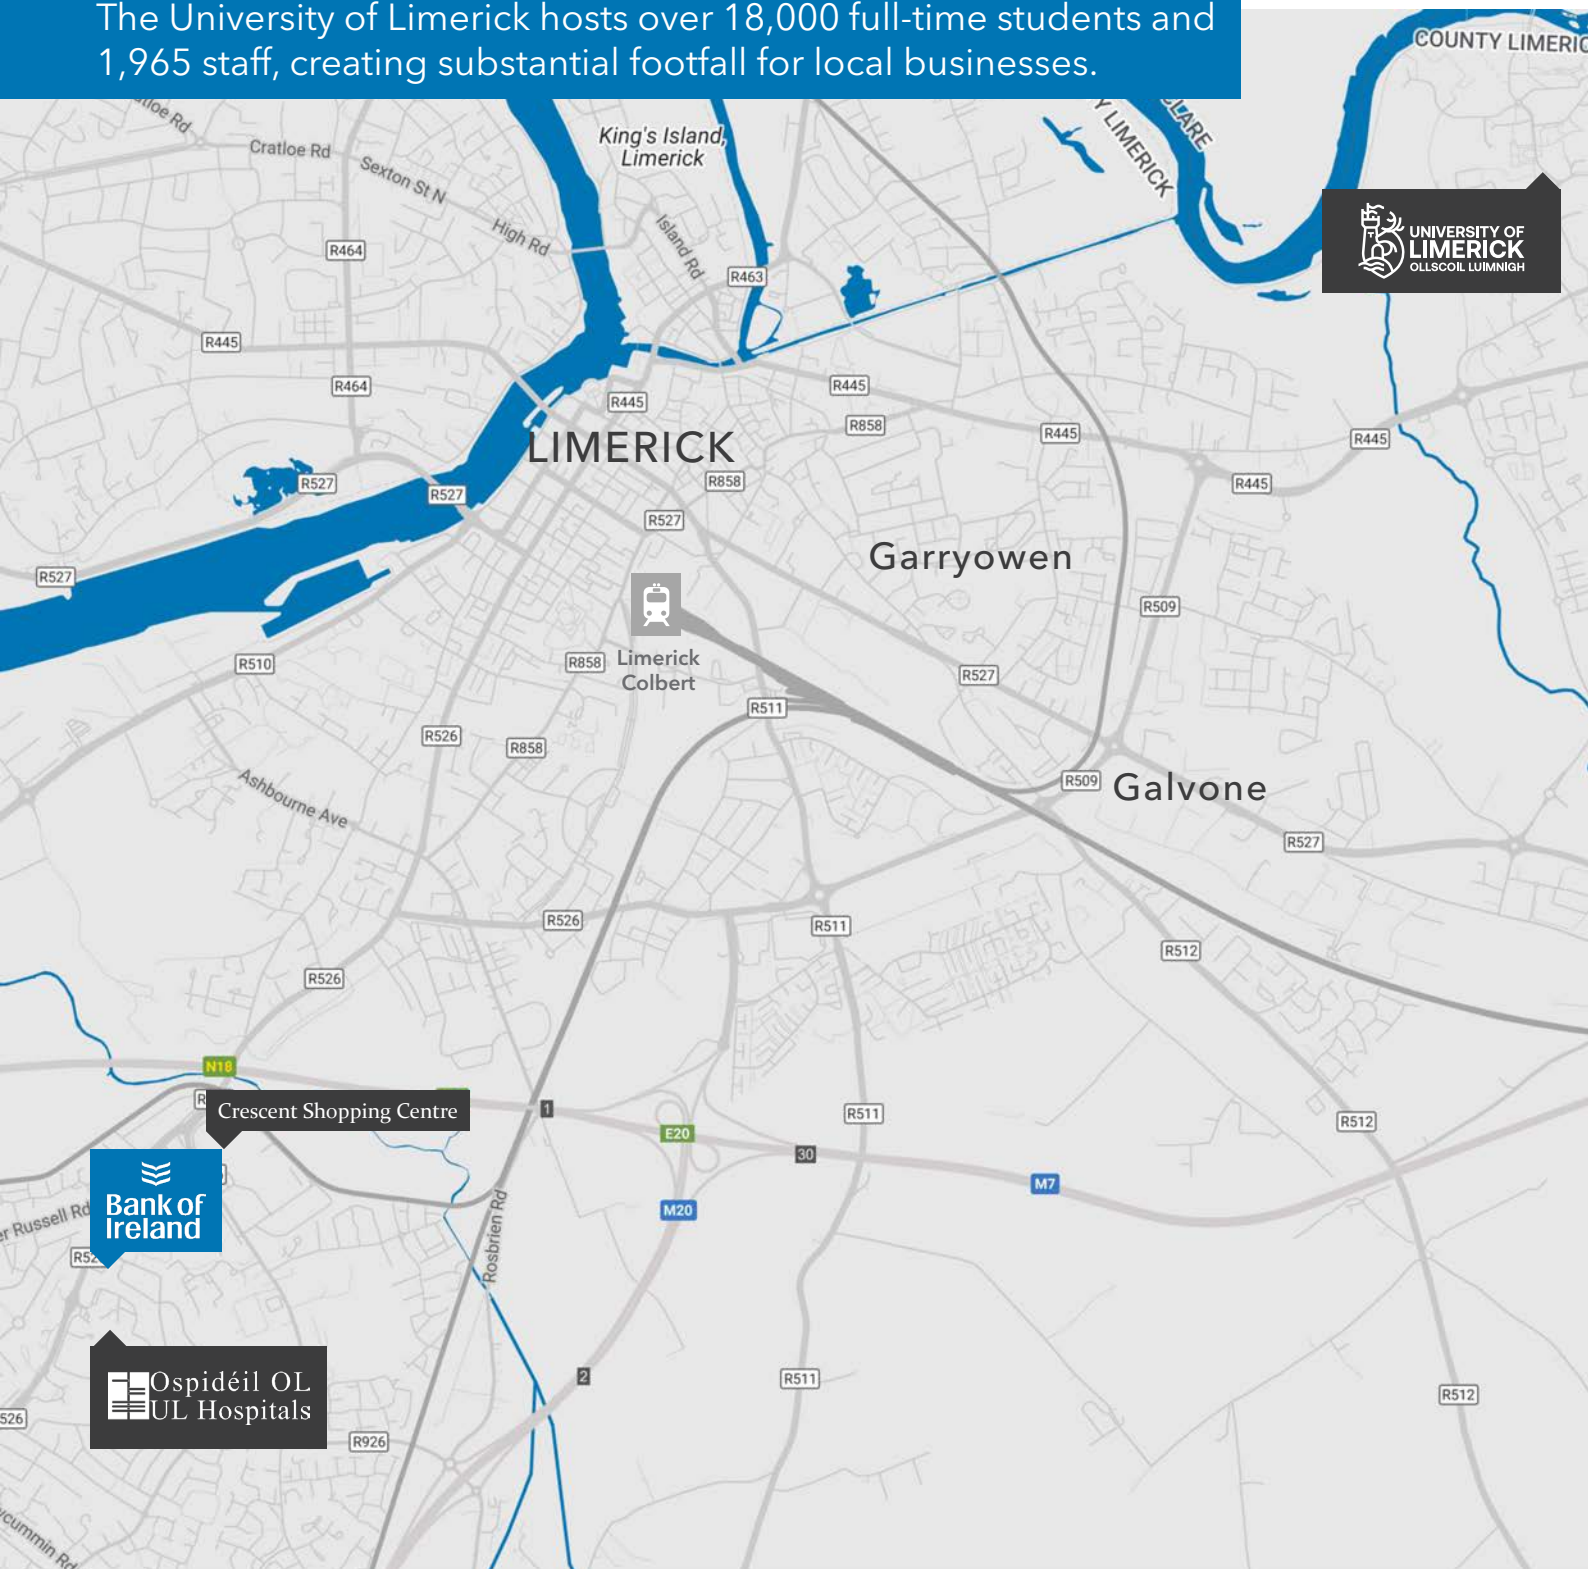 The University of Limerick hosts over 18,000 full-time students and
1,965 staff, creating substantial footfall for local businesses.
COUNTY LIMERIC
Cratloe Rd
Sexton St N
High Rd
King's Island,
Limerick
Island Rd
Y LIMERICK
CLARE
UNIVERSITY OF
LIMERICK
OLLSCOIL LUIMNIGH
R464
R463
R445
R464
R445
R445
R858
R445
R445
R445
LIMERICK
R858
R527
R527
R527
R527
Garryowen
R509
Limerick
Colbert
R858
R510
R527
R511
R526
R858
Ashbourne Ave
R509
Galvone
R527
R526
R511
R512
R526
N18
Crescent Shopping Centre
1
E20
30
R511
R512
M7
M20
Bank of
Ireland
er Russell Rd
Rosbrien Rd
R52
2
R511
R512
Ospidéil OL
UL Hospitals
526
R926
ycummin Rd